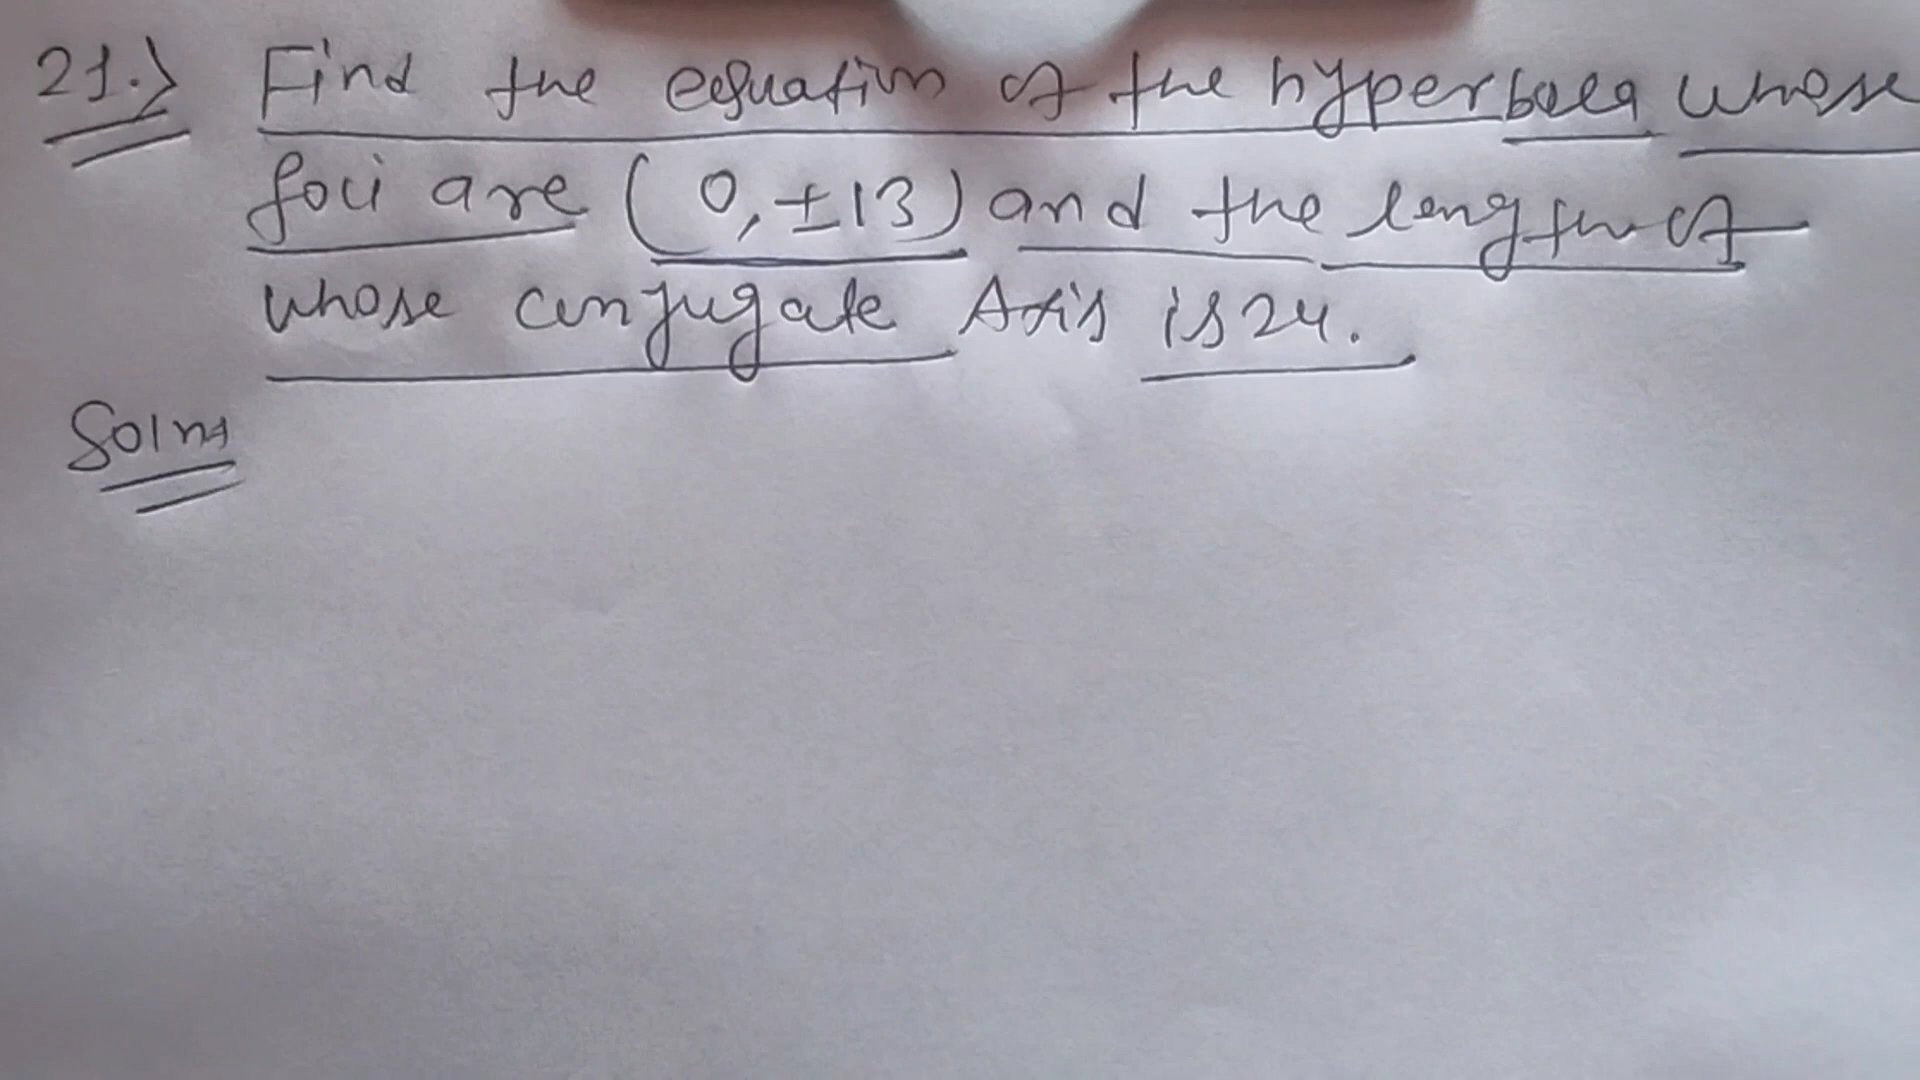 21.) Find the equation of the hyperbola whose
foci are (0, ±13) and the length of
whose conjugate Axis is 24.
Soln: